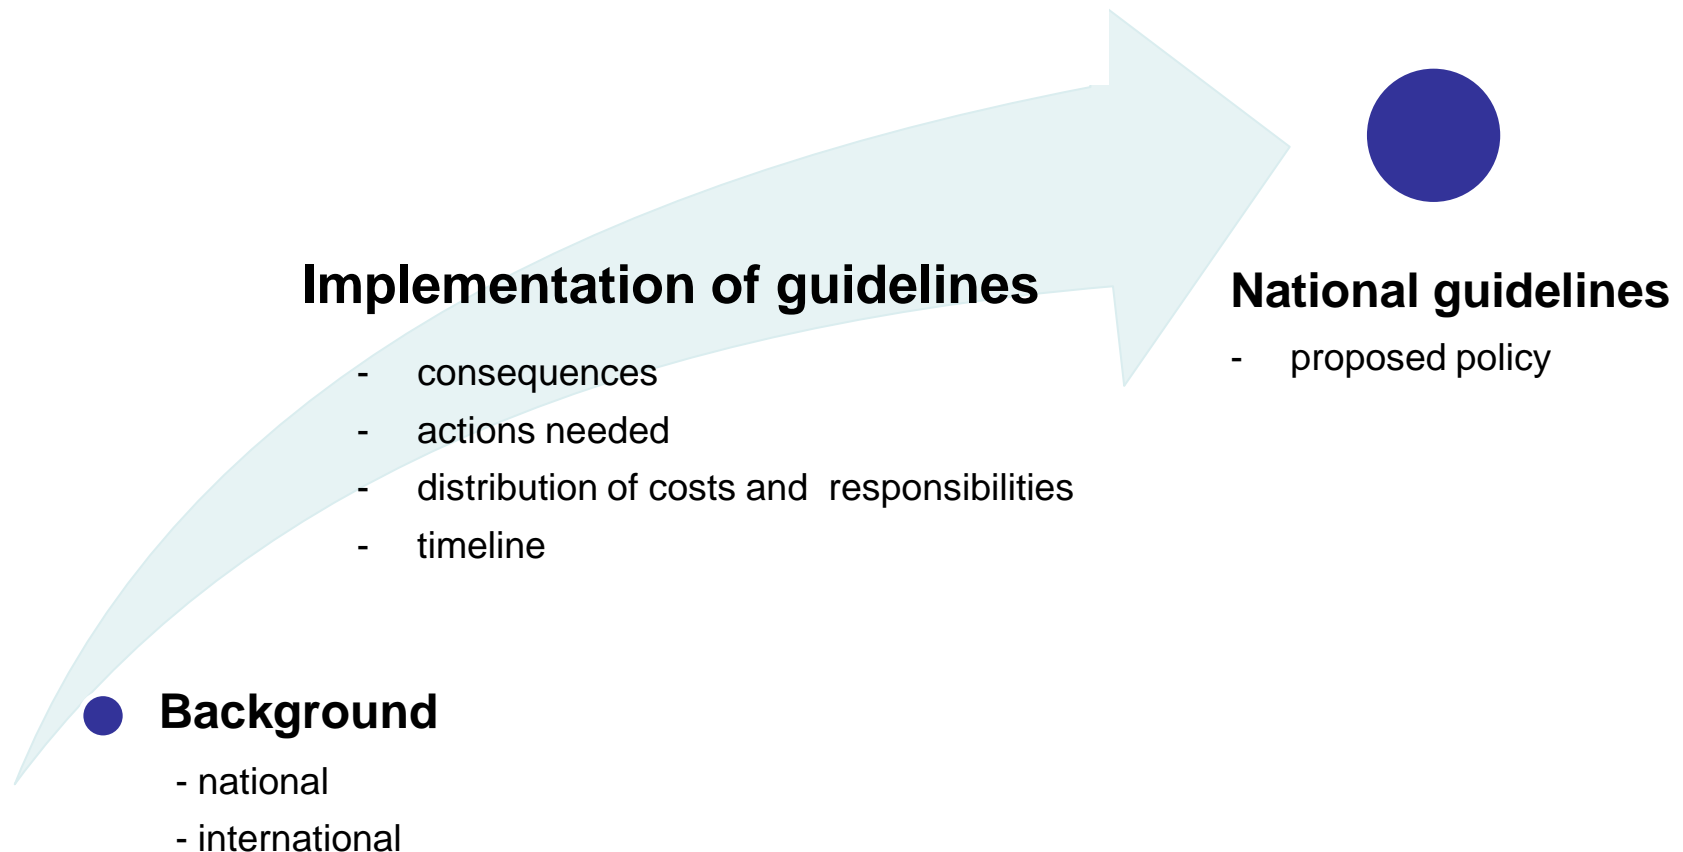 Implementation of guidelines
- consequences
- actions needed
- distribution of costs and  responsibilities
- timeline
National guidelines
- proposed policy
Background
- national
- international